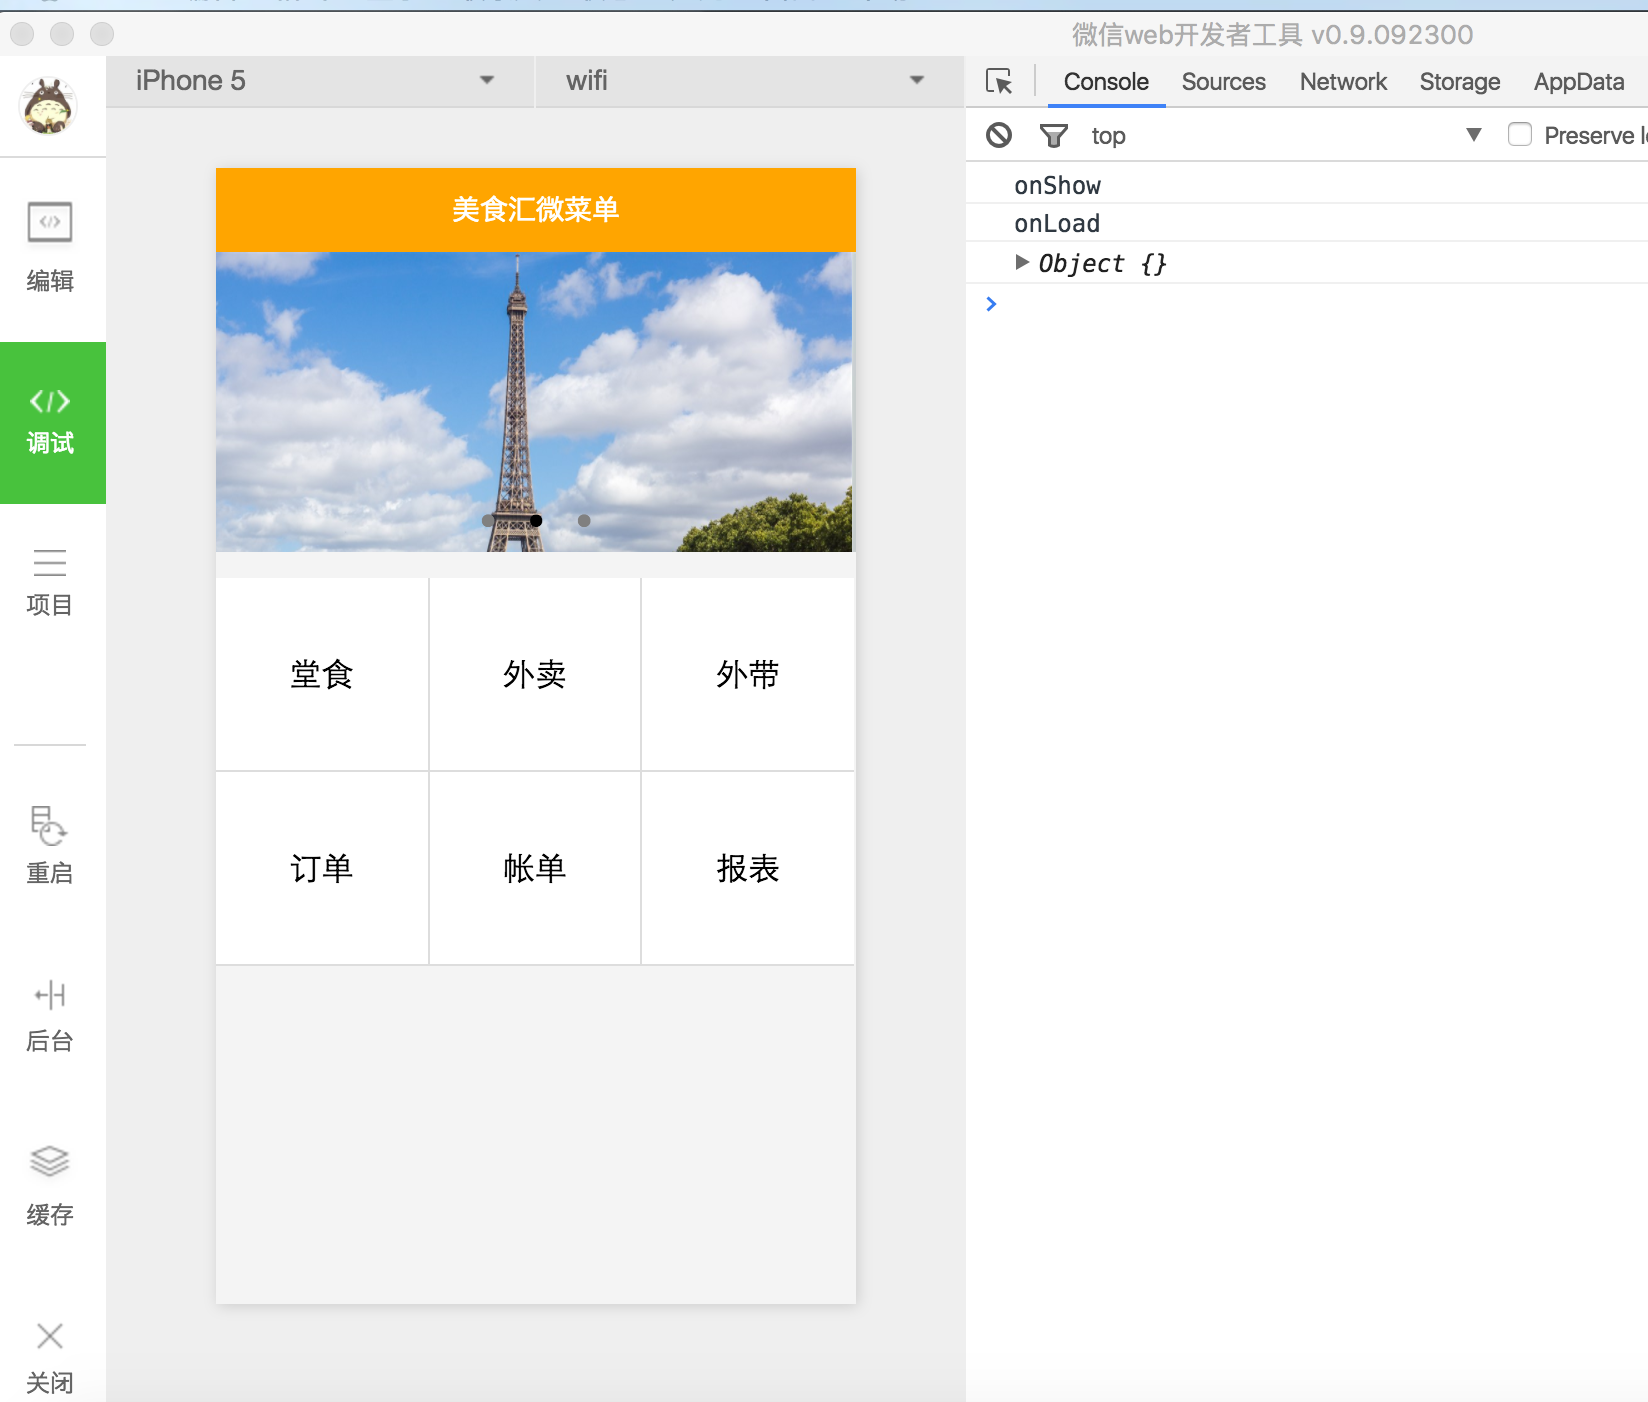 微信web开发者工具 v0.9.092300
iPhone 5
wifi
Console Sources Network Storage AppData
top
Preserve
onShow
onLoad
Object {}
编辑
调试
项目
重启
后台
缓存
关闭
美食汇微菜单
堂食 外卖 外带
订单 帐单 报表